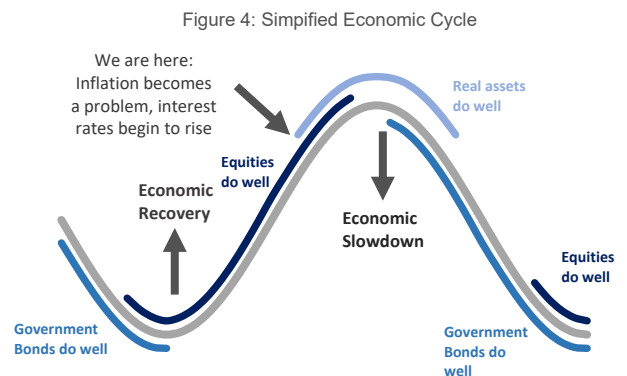 Figure 4: Simpified Economic Cycle
We are here:
Inflation becomes
a problem, interest
rates begin to rise
Real assets
do well
Equities
do well
Economic
Recovery
Economic
Slowdown
Equities
do well
Government
Bonds do well
Government
Bonds do
well